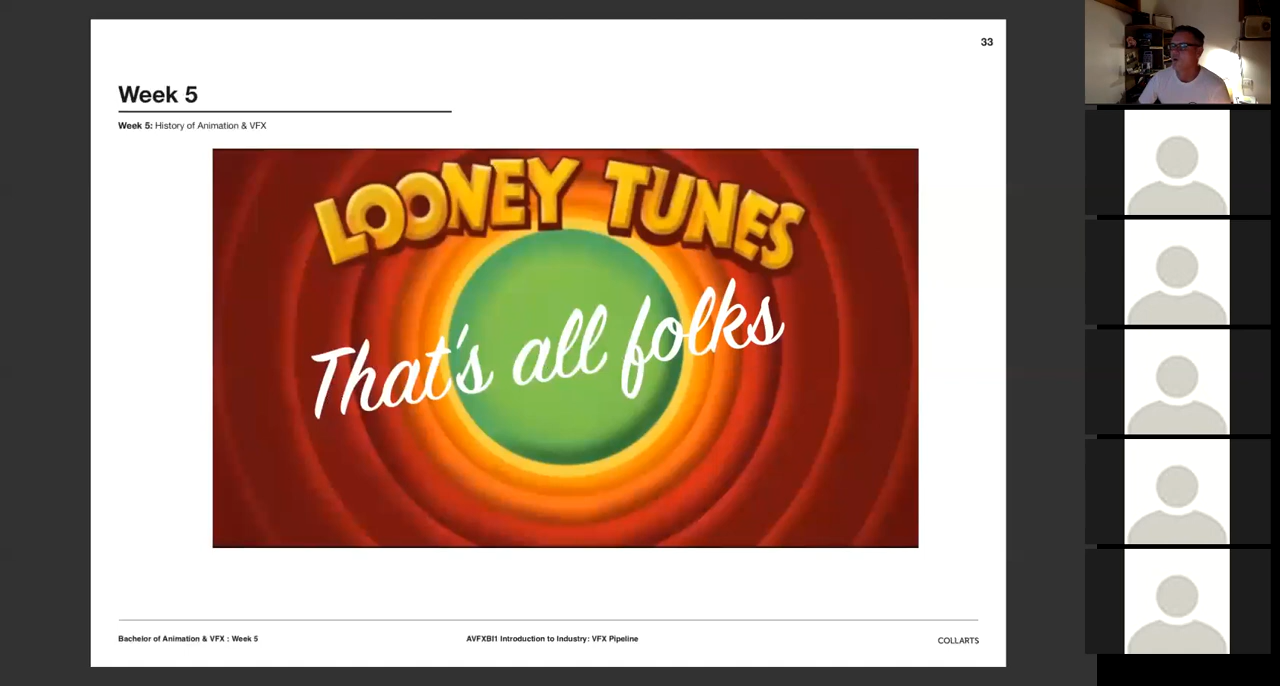 33
Week 5
Week 5: History of Animation & VFX
LOONEY TUNES
That's all folks
Bachelor of Animation & VFX : Week 5
AVFXBI1 Introduction to Industry: VFX Pipeline
COLLARTS